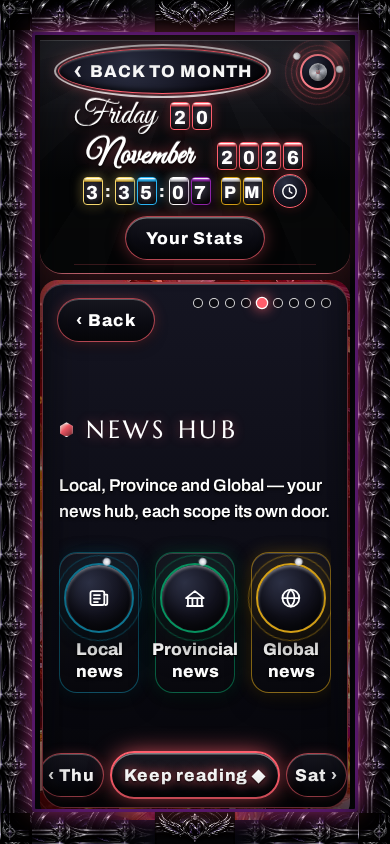 ‹ BACK TO MONTH
Friday 20
November 2026
3:35:07 PM
Your Stats
‹ Back
NEWS HUB
Local, Province and Global — your
news hub, each scope its own door.
Local news
Provincial news
Global news
‹ Thu
Keep reading ◆
Sat ›